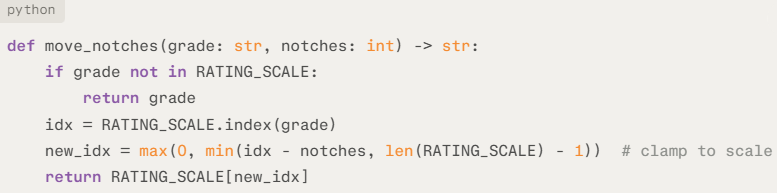 python
def move_notches(grade: str, notches: int) -> str:
    if grade not in RATING_SCALE:
        return grade
    idx = RATING_SCALE.index(grade)
    new_idx = max(0, min(idx - notches, len(RATING_SCALE) - 1))  # clamp to scale
    return RATING_SCALE[new_idx]